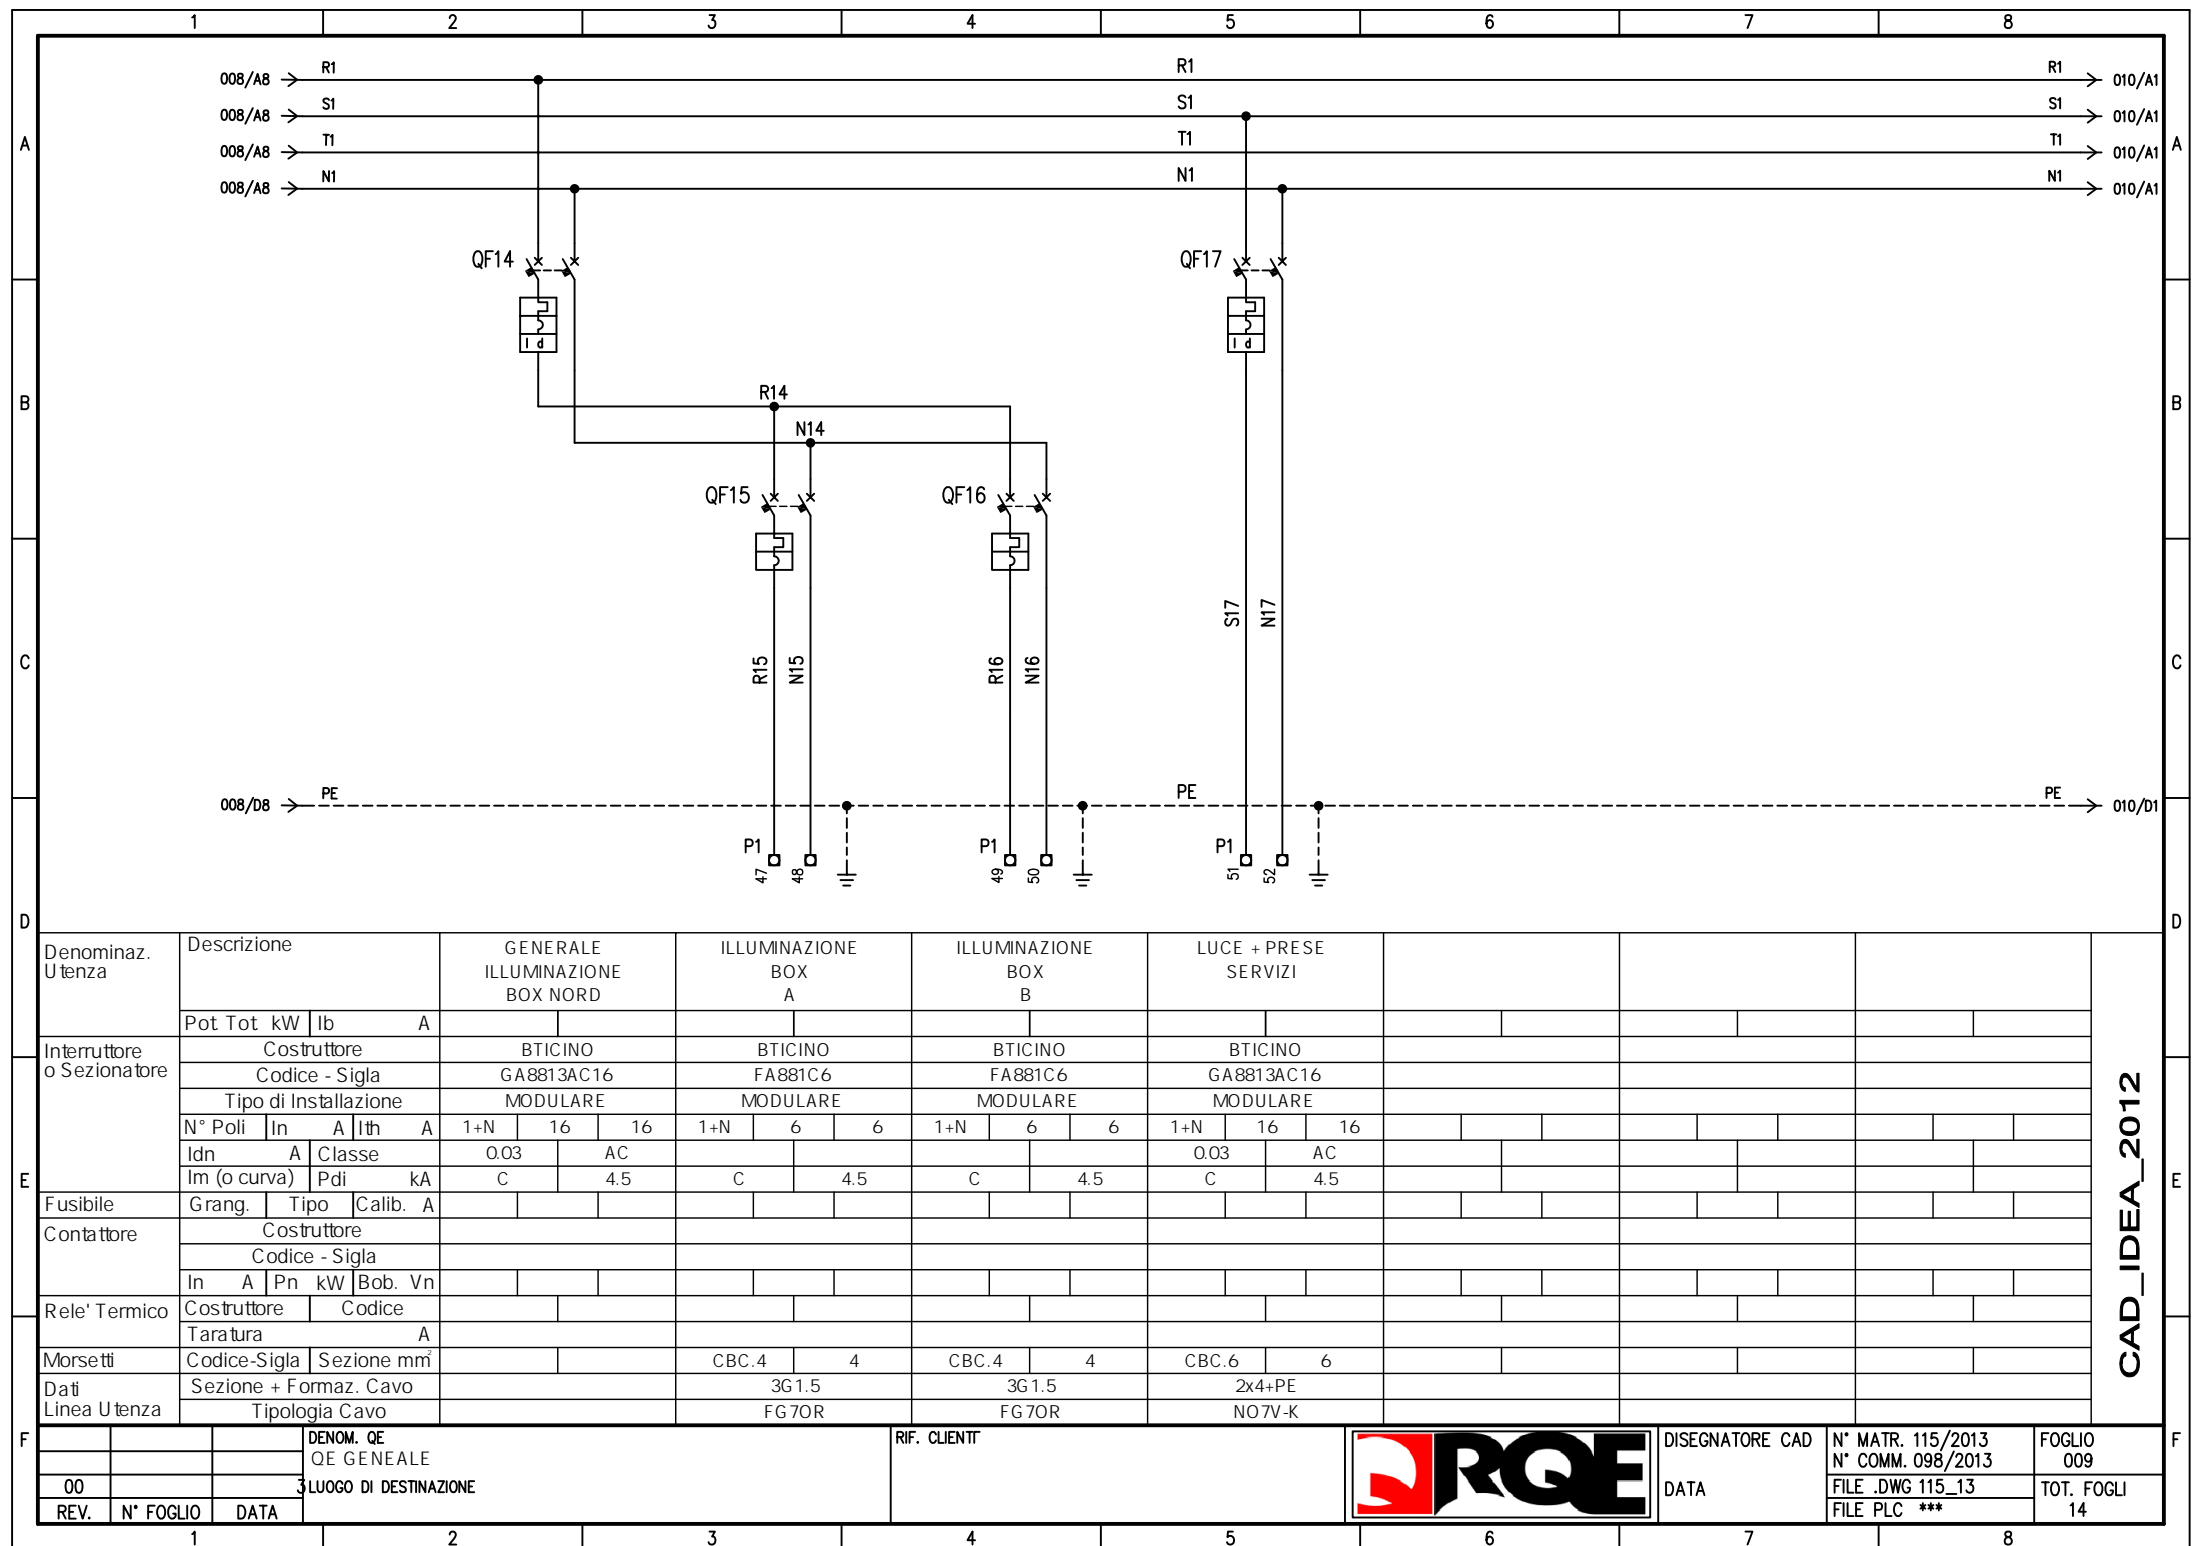 1 2 3 4 5 6 7 8
008/A8 R1 R1 R1 010/A1
008/A8 S1 S1 S1 010/A1
008/A8 T1 T1 T1 010/A1
008/A8 N1 N1 N1 010/A1
A A
QF14 QF17
I d I d
B B
R14
N14
QF15 QF16
S17 N17
C C
R15 N15 R16 N16
008/D8 PE PE PE 010/D1
P1 P1 P1
47 48 49 50 51 52
D D
Denominaz. Utenza
Descrizione
GENERALE ILLUMINAZIONE BOX NORD
ILLUMINAZIONE BOX A
ILLUMINAZIONE BOX B
LUCE + PRESE SERVIZI
Pot. Tot kW Ib A
Interruttore o Sezionatore
Costruttore BTICINO BTICINO BTICINO BTICINO
Codice - Sigla GA8813AC16 FA881C6 FA881C6 GA8813AC16
Tipo di Installazione MODULARE MODULARE MODULARE MODULARE
N° Poli In A Ith A 1+N 16 16 1+N 6 6 1+N 6 6 1+N 16 16
Idn A Classe 0.03 AC 0.03 AC
E E
Im (o curva) Pdi kA C 4.5 C 4.5 C 4.5 C 4.5
Fusibile Grang. Tipo Calib. A
Contattore Costruttore
Codice - Sigla
In A Pn kW Bob. Vn
Rele' Termico Costruttore Codice
Taratura A
Morsetti Codice-Sigla Sezione mm² CBC.4 4 CBC.4 4 CBC.6 6
Dati Linea Utenza
Sezione + Formaz. Cavo 3G1.5 3G1.5 2x4+PE
Tipologia Cavo FG7OR FG7OR NO7V-K
CAD_IDEA_2012
F F
DENOM. QE
QE GENEALE
3 LUOGO DI DESTINAZIONE
00
REV. N° FOGLIO DATA
RIF. CLIENTT
RQE
DISEGNATORE CAD
DATA
N° MATR. 115/2013
N° COMM. 098/2013
FILE .DWG 115_13
FILE PLC ***
FOGLIO
009
TOT. FOGLI
14
1 2 3 4 5 6 7 8